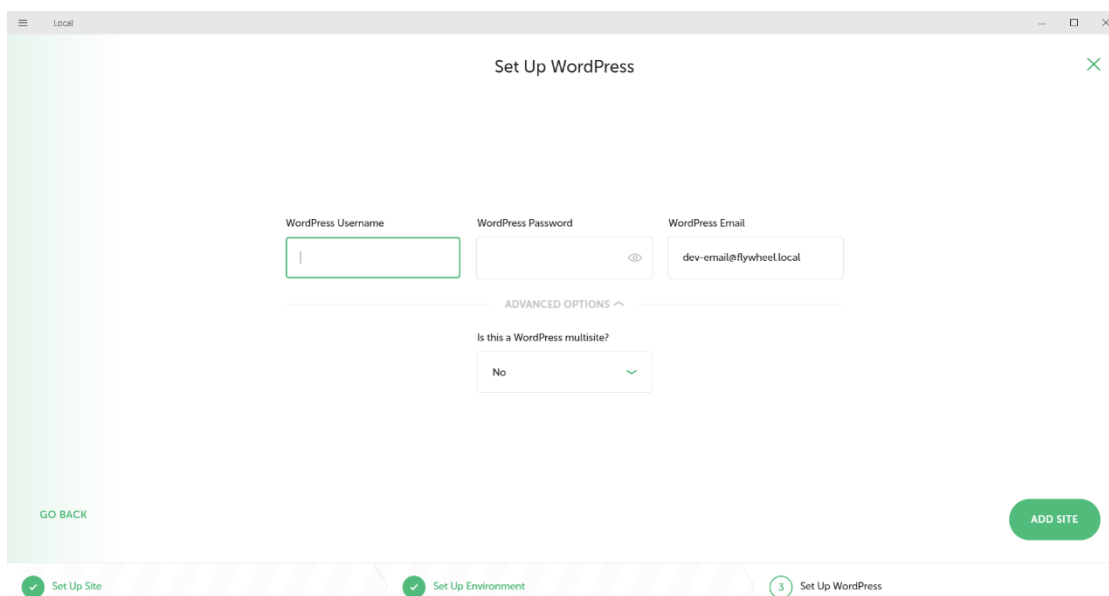 Local
Set Up WordPress
WordPress Username
WordPress Password
WordPress Email
dev-email@flywheel.local
ADVANCED OPTIONS
Is this a WordPress multisite?
No
GO BACK
ADD SITE
Set Up Site
Set Up Environment
3 Set Up WordPress